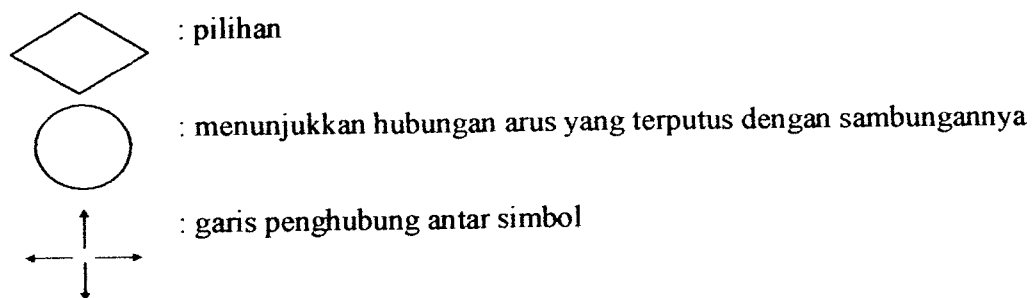 : pilihan
: menunjukkan hubungan arus yang terputus dengan sambungannya
: garis penghubung antar simbol